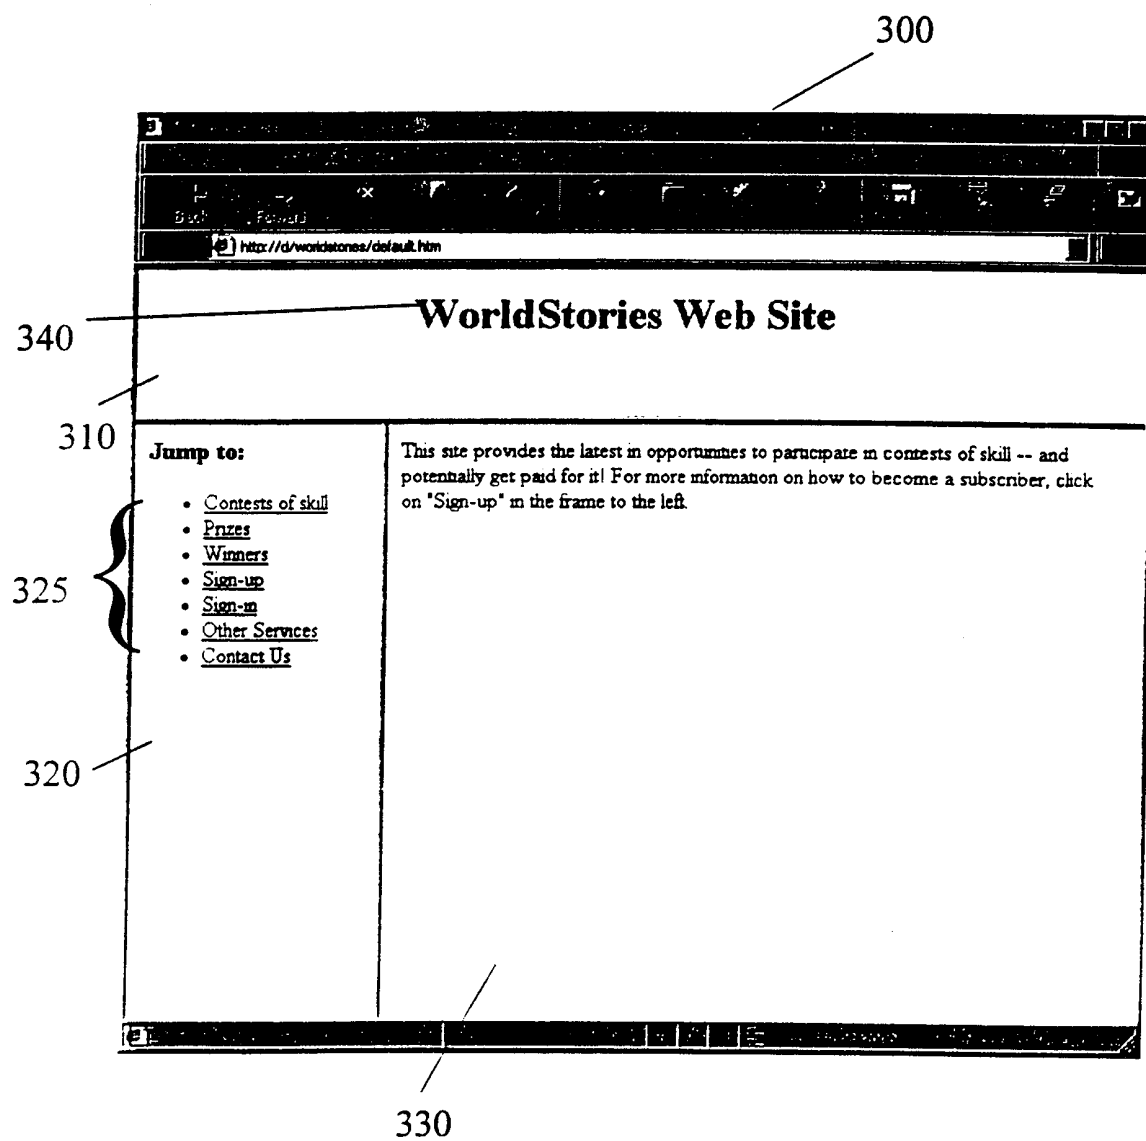 300
Back Forward
http://d/worldstories/default.htm
WorldStories Web Site
340
310
Jump to:
This site provides the latest in opportunities to participate in contests of skill -- and
potentially get paid for it! For more information on how to become a subscriber, click
on "Sign-up" in the frame to the left.
• Contests of skill
• Prizes
• Winners
• Sign-up
• Sign-in
• Other Services
• Contact Us
325
320
330